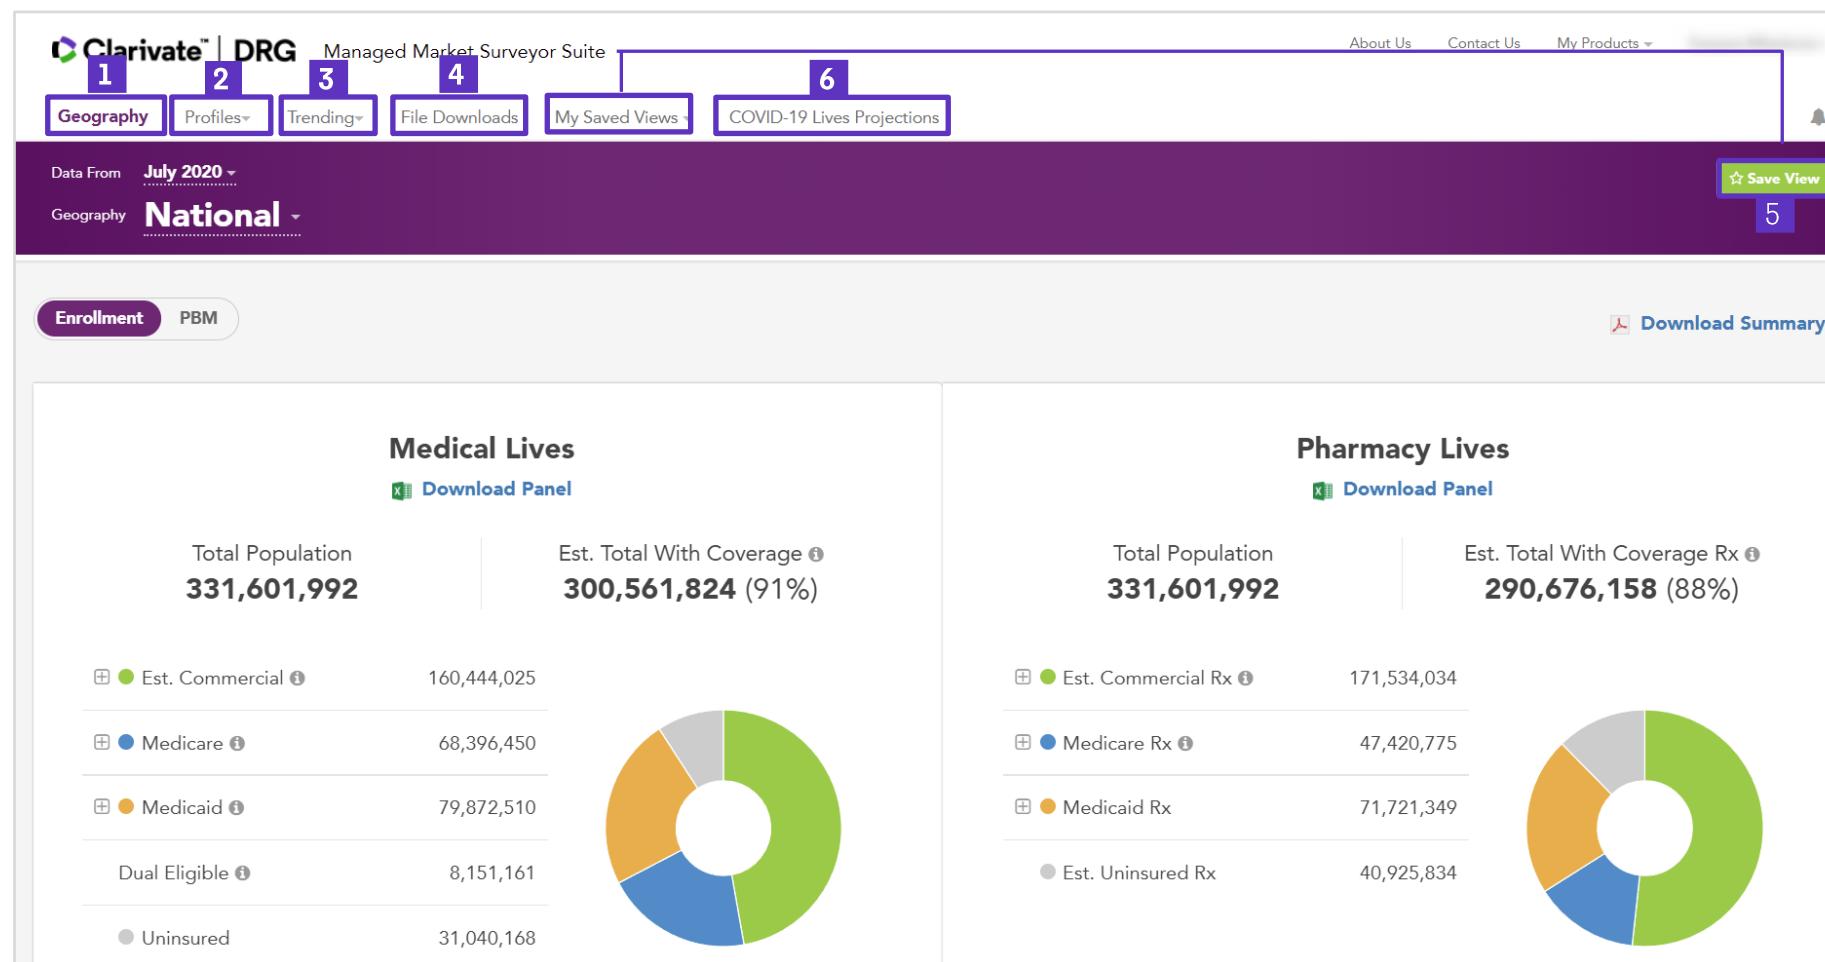 Clarivate™ | DRG Managed Market Surveyor Suite About Us Contact Us My Products
1 2 3 4 6
Geography Profiles Trending File Downloads My Saved Views COVID-19 Lives Projections
Data From July 2020
Save View
Geography National
5
Enrollment PBM
Download Summary
Medical Lives
Download Panel
Total Population Est. Total With Coverage
331,601,992 300,561,824 (91%)
Est. Commercial 160,444,025
Medicare 68,396,450
Medicaid 79,872,510
Dual Eligible 8,151,161
Uninsured 31,040,168
Pharmacy Lives
Download Panel
Total Population Est. Total With Coverage Rx
331,601,992 290,676,158 (88%)
Est. Commercial Rx 171,534,034
Medicare Rx 47,420,775
Medicaid Rx 71,721,349
Est. Uninsured Rx 40,925,834